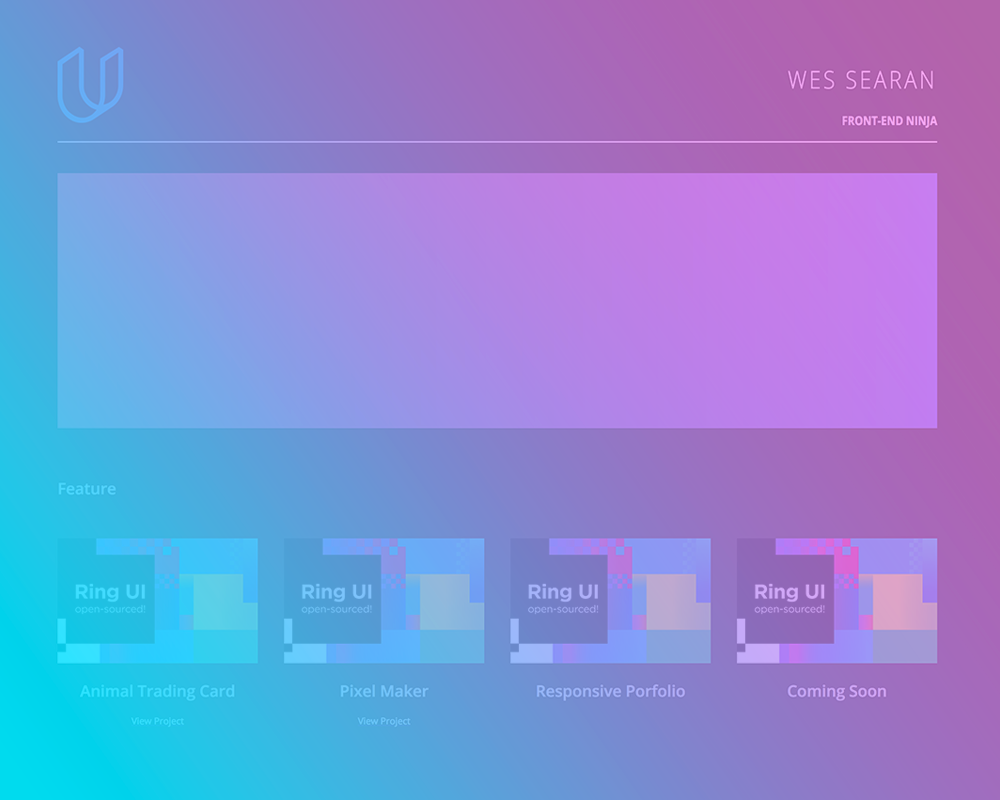 WES SEARAN
FRONT-END NINJA
Feature
Ring UI
open-sourced!
Ring UI
open-sourced!
Ring UI
open-sourced!
Ring UI
open-sourced!
Animal Trading Card
Pixel Maker
Responsive Porfolio
Coming Soon
View Project
View Project